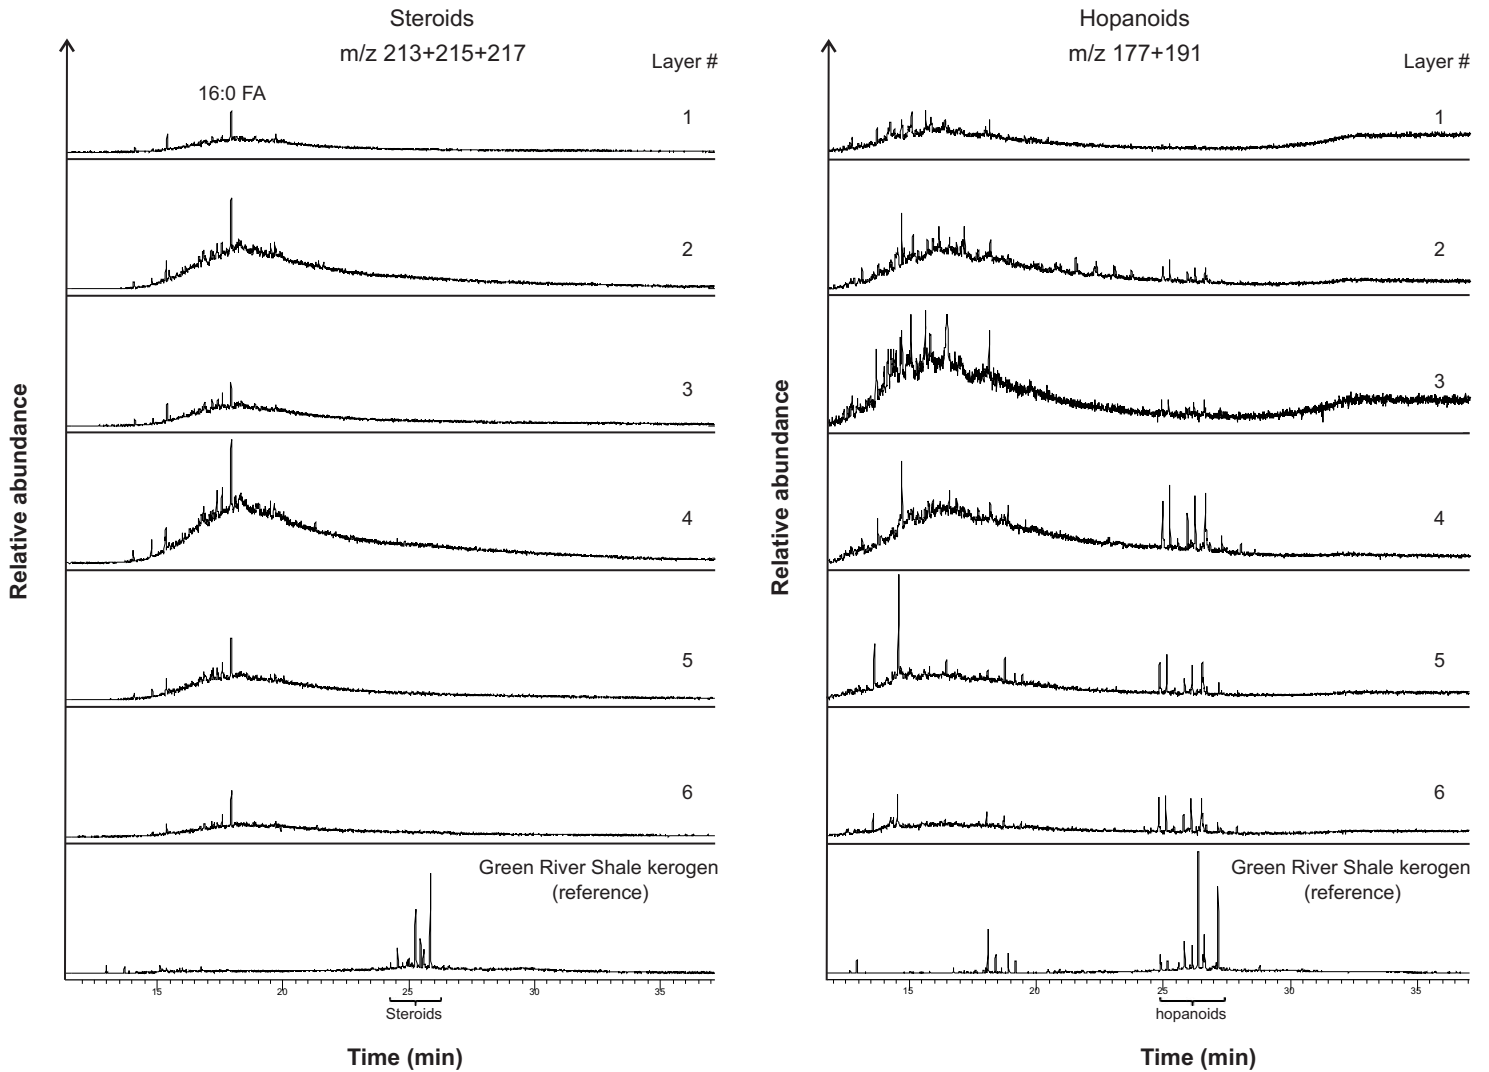 Steroids
m/z 213+215+217
Layer #
16:0 FA
1
2
3
4
5
6
Green River Shale kerogen
(reference)
Relative abundance
15
20
25
30
35
Steroids
Time (min)
Hopanoids
m/z 177+191
Layer #
1
2
3
4
5
6
Green River Shale kerogen
(reference)
Relative abundance
15
20
25
30
35
hopanoids
Time (min)